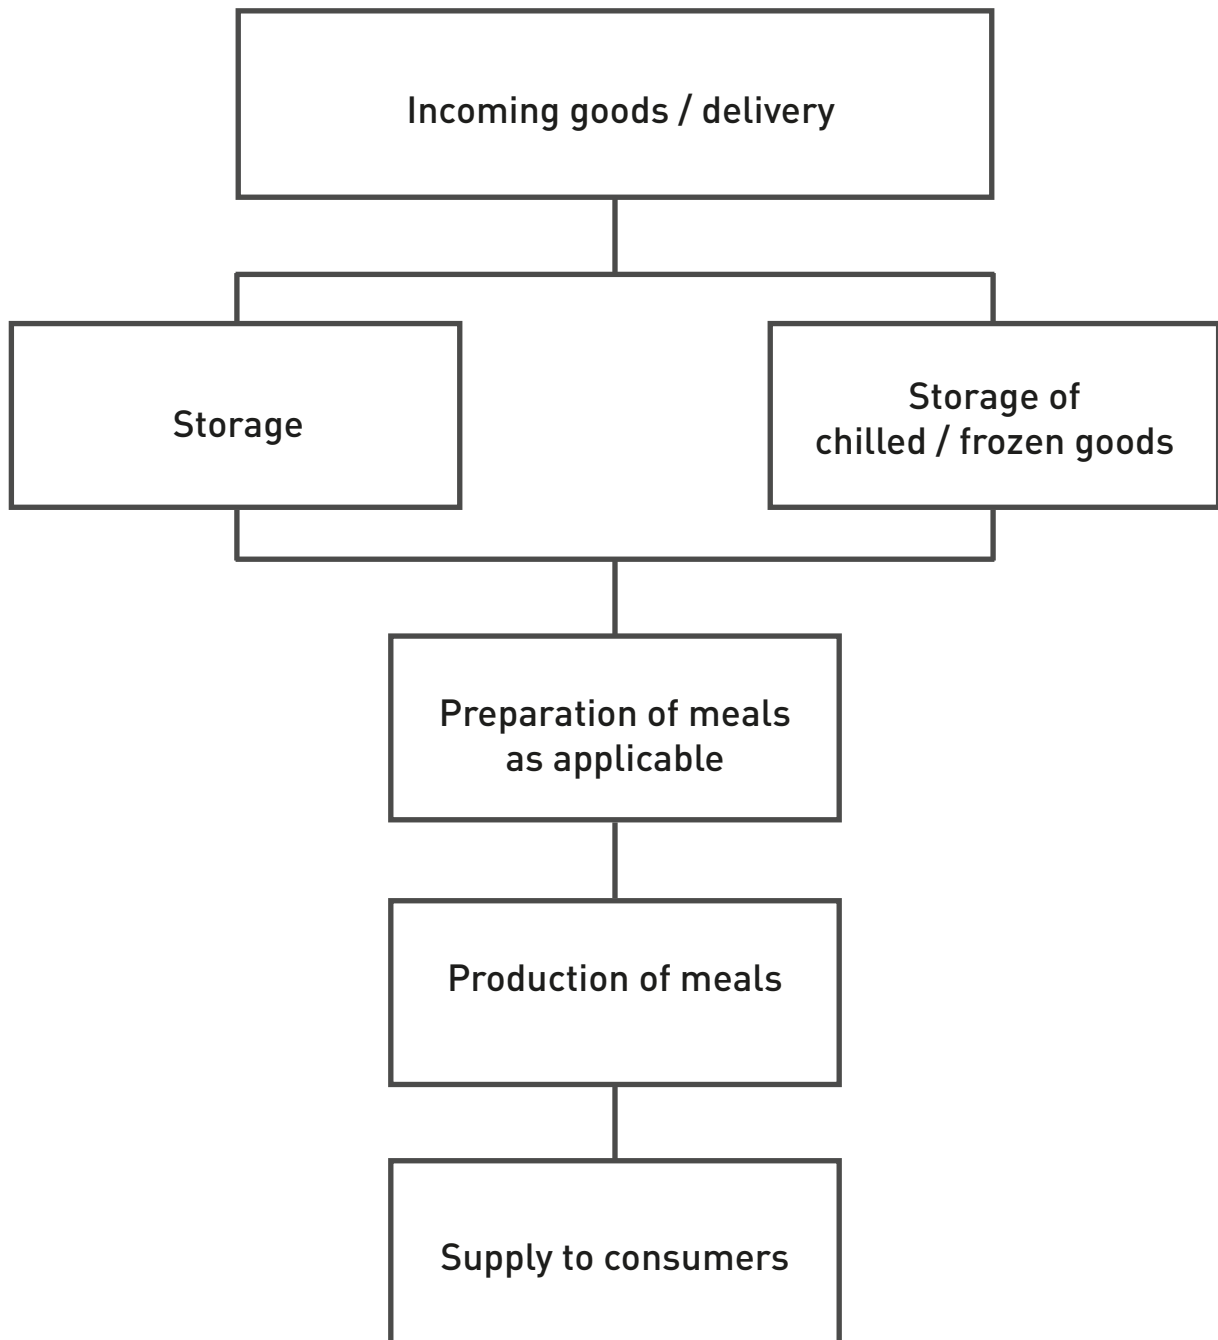 Incoming goods / delivery
Storage
Storage of
chilled / frozen goods
Preparation of meals
as applicable
Production of meals
Supply to consumers